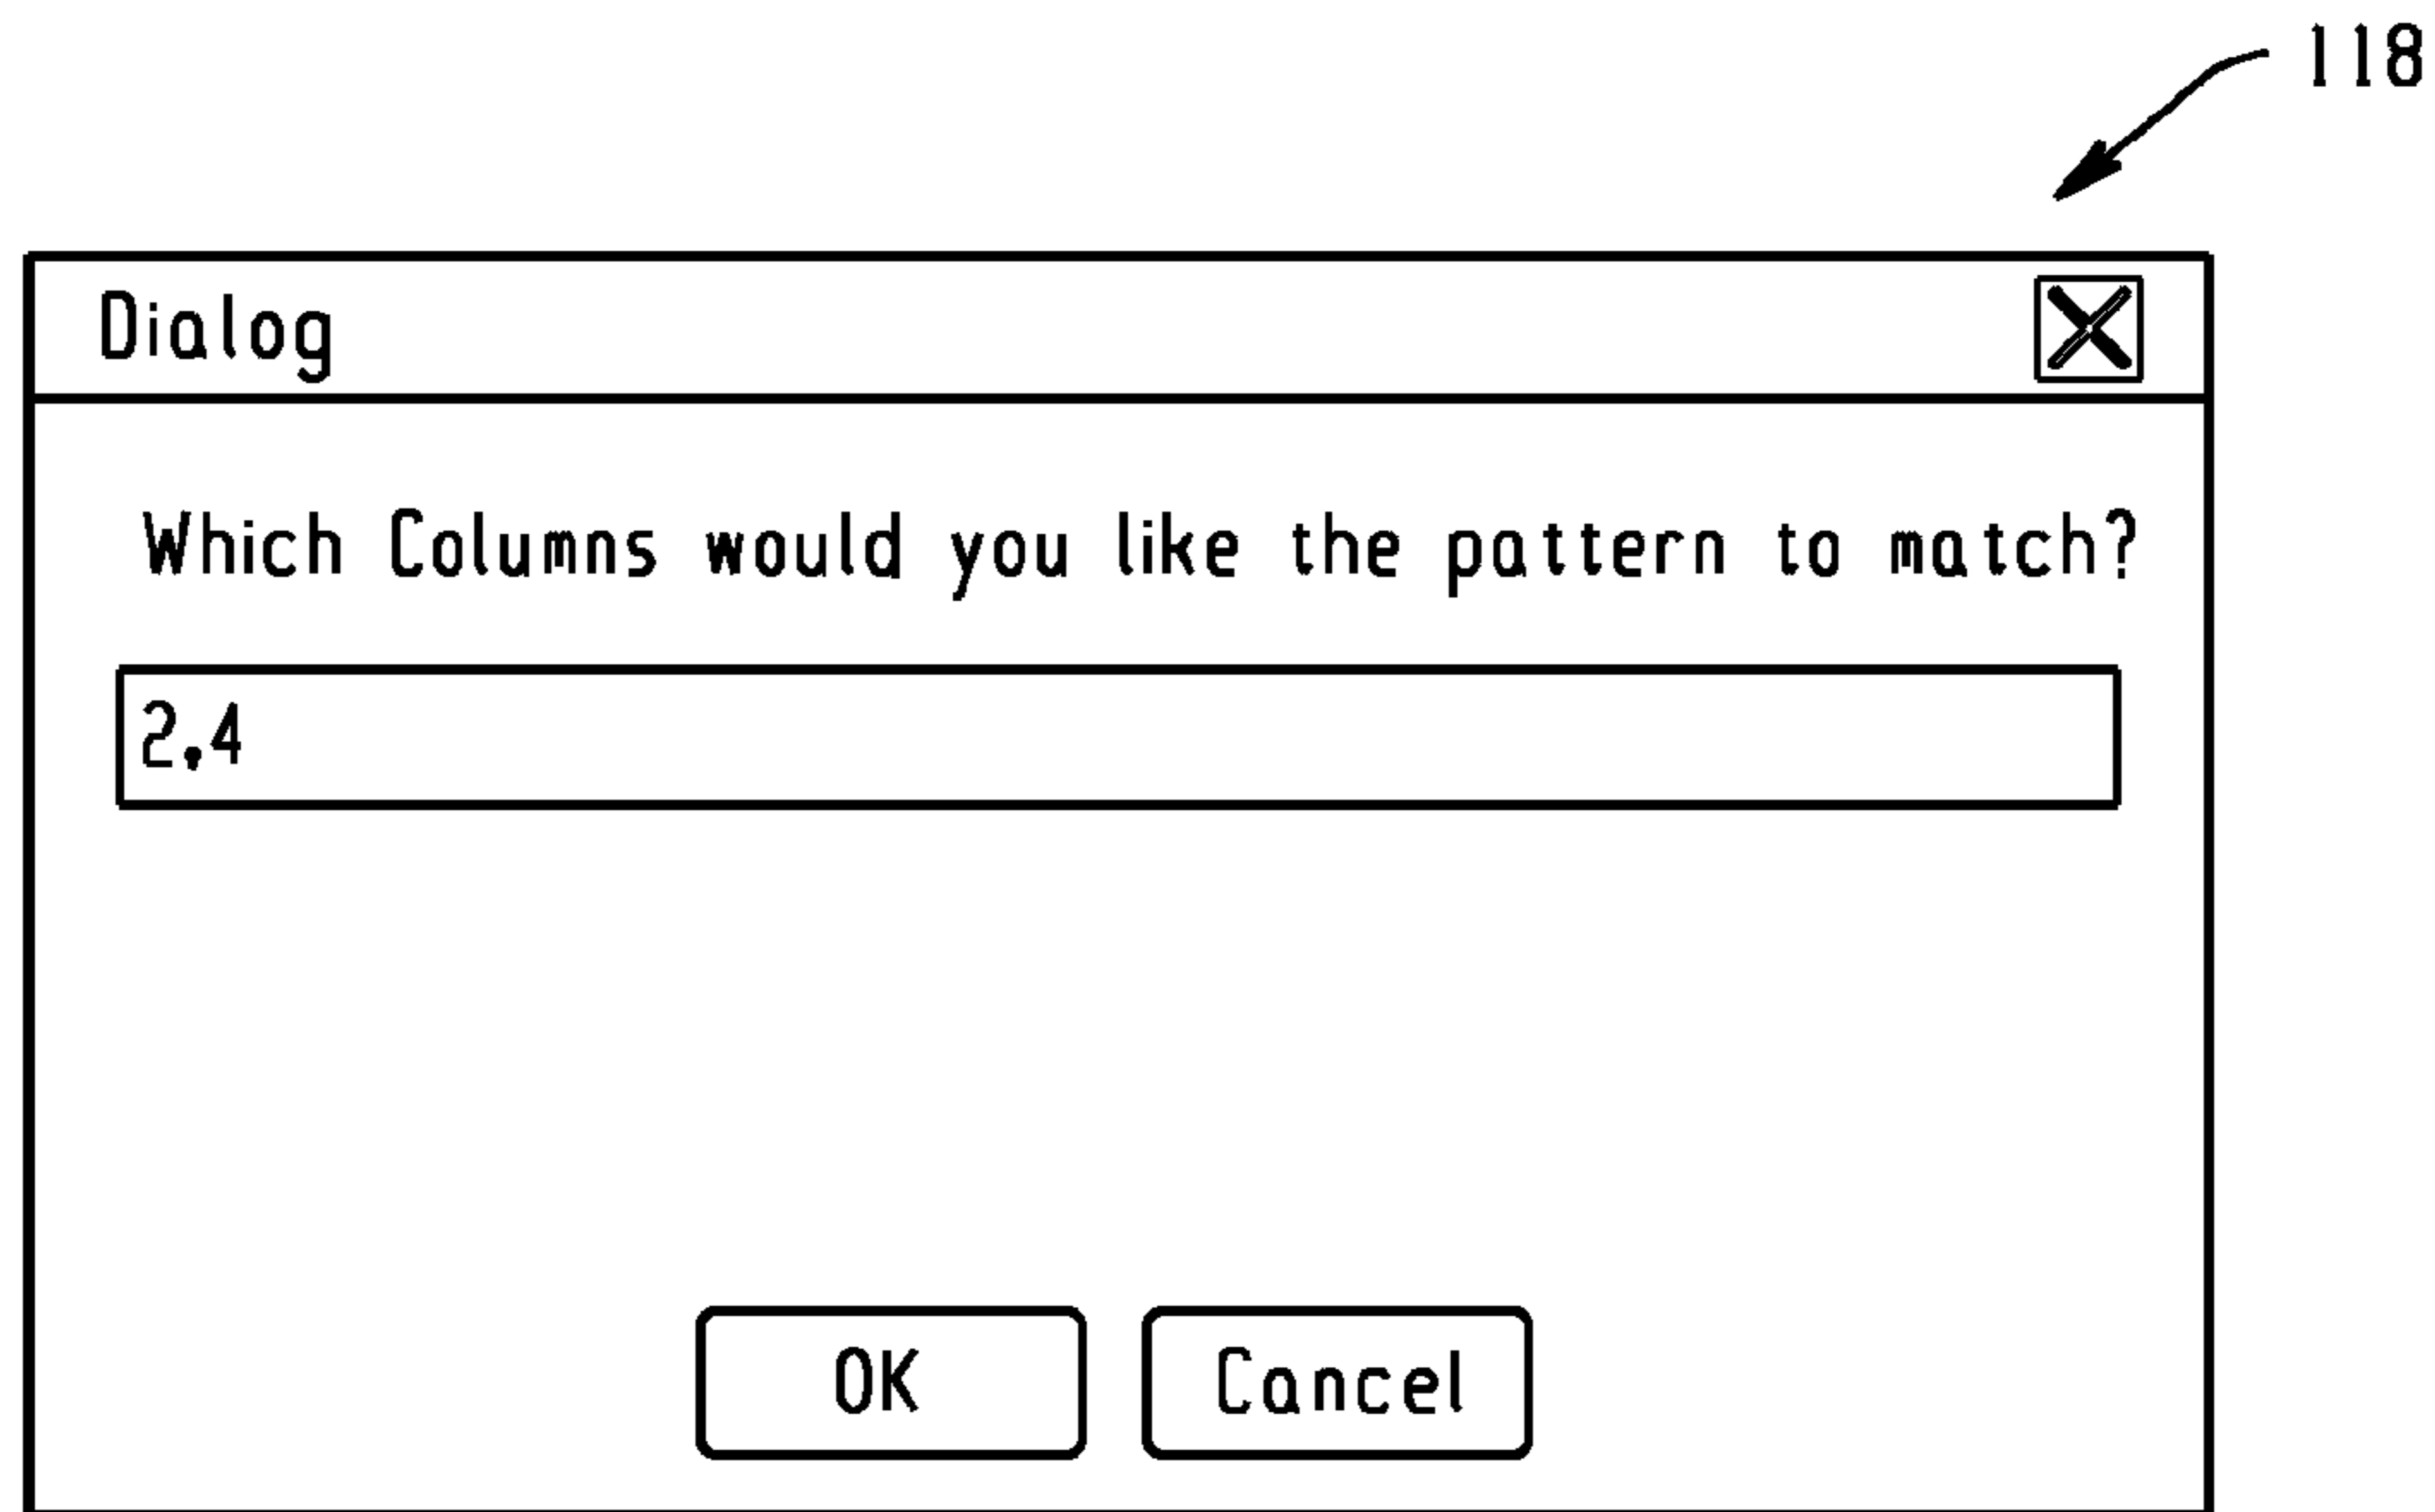 118
Dialog
Which Columns would you like the pattern to match?
2,4
OK
Cancel